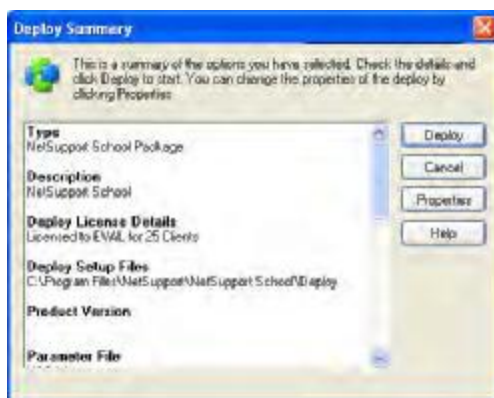 Deploy Summary
This is a summary of the options you have selected. Check the details and
click Deploy to start. You can change the properties of the deploy by
clicking Properties
Type
NetSupport School Package
Description
NetSupport School
Deploy License Details
Licensed to EVAL for 25 Clients
Deploy Setup Files
C:\Program Files\NetSupport\NetSupport School\Deploy
Product Version
Parameter File
Deploy
Cancel
Properties
Help